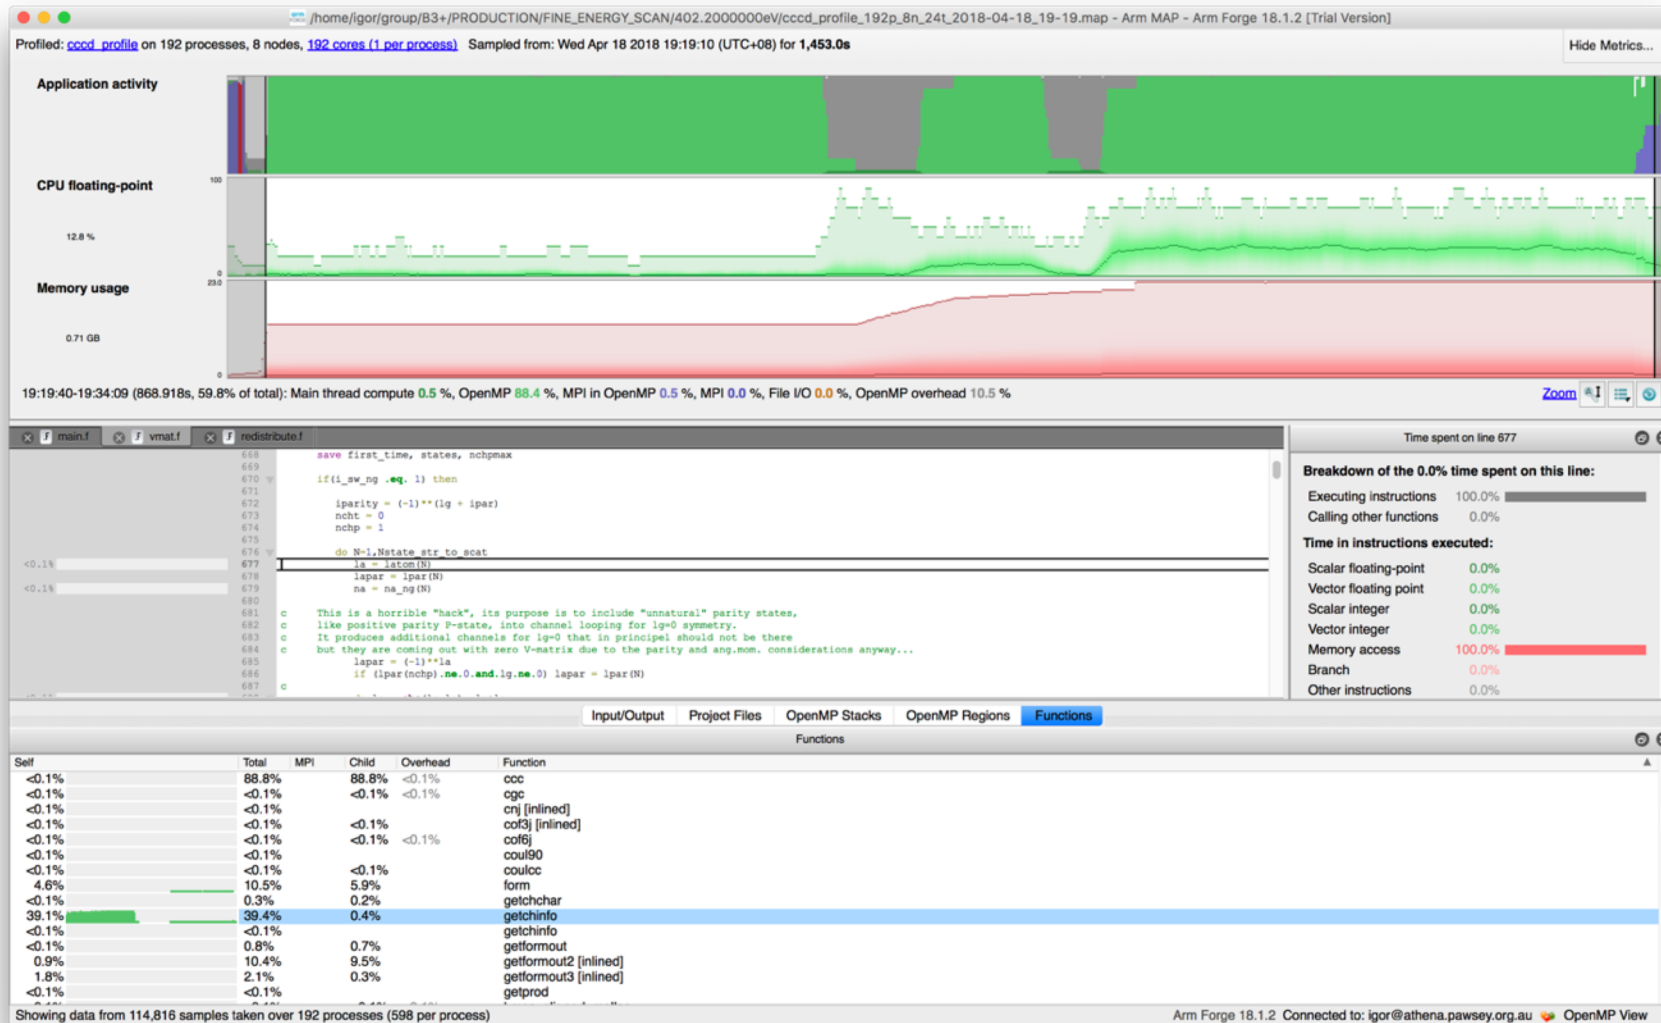 /home/igor/group/B3+/PRODUCTION/FINE_ENERGY_SCAN/402.2000000eV/cccd_profile_192p_8n_24t_2018-04-18_19-19.map - Arm MAP - Arm Forge 18.1.2 [Trial Version]
Profiled: cccd_profile on 192 processes, 8 nodes, 192 cores (1 per process) Sampled from: Wed Apr 18 2018 19:19:10 (UTC+08) for 1,453.0s
Hide Metrics...
Application activity
CPU floating-point
100
12.8 %
0
Memory usage
23.0
0.71 GB
0
19:19:40-19:34:09 (868.918s, 59.8% of total): Main thread compute 0.5 %, OpenMP 88.4 %, MPI in OpenMP 0.5 %, MPI 0.0 %, File I/O 0.0 %, OpenMP overhead 10.5 %
Zoom
main.f vmat.f redistribute.f
Time spent on line 677
668 save first_time, states, nchpmax
669
670 if(i_sw_ng .eq. 1) then
671
672 iparity = (-1)**(lg + ipar)
673 ncht = 0
674 nchp = 1
675
676 do N=1,Nstate_str_to_scat
<0.1% 677 la = latom(N)
678 lapar = lpar(N)
<0.1% 679 na = na_ng(N)
680
681 c This is a horrible "hack", its purpose is to include "unnatural" parity states,
682 c like positive parity P-state, into channel looping for lg=0 symmetry.
683 c It produces additional channels for lg=0 that in principel should not be there
684 c but they are coming out with zero V-matrix due to the parity and ang.mom. considerations anyway...
685 lapar = (-1)**la
686 if (lpar(nchp).ne.0.and.lg.ne.0) lapar = lpar(N)
687 c
Breakdown of the 0.0% time spent on this line:
Executing instructions 100.0%
Calling other functions 0.0%
Time in instructions executed:
Scalar floating-point 0.0%
Vector floating point 0.0%
Scalar integer 0.0%
Vector integer 0.0%
Memory access 100.0%
Branch 0.0%
Other instructions 0.0%
Input/Output Project Files OpenMP Stacks OpenMP Regions Functions
Functions
Self Total MPI Child Overhead Function
<0.1% 88.8% 88.8% <0.1% ccc
<0.1% <0.1% <0.1% <0.1% cgc
<0.1% <0.1% cnj [inlined]
<0.1% <0.1% <0.1% cof3j [inlined]
<0.1% <0.1% <0.1% <0.1% cof6j
<0.1% <0.1% coul90
<0.1% <0.1% <0.1% coulcc
4.6% 10.5% 5.9% form
<0.1% 0.3% 0.2% getchchar
39.1% 39.4% 0.4% getchinfo
<0.1% <0.1% getchinfo
<0.1% 0.8% 0.7% getformout
0.9% 10.4% 9.5% getformout2 [inlined]
1.8% 2.1% 0.3% getformout3 [inlined]
<0.1% <0.1% getprod
Showing data from 114,816 samples taken over 192 processes (598 per process)
Arm Forge 18.1.2 Connected to: igor@athena.pawsey.org.au OpenMP View